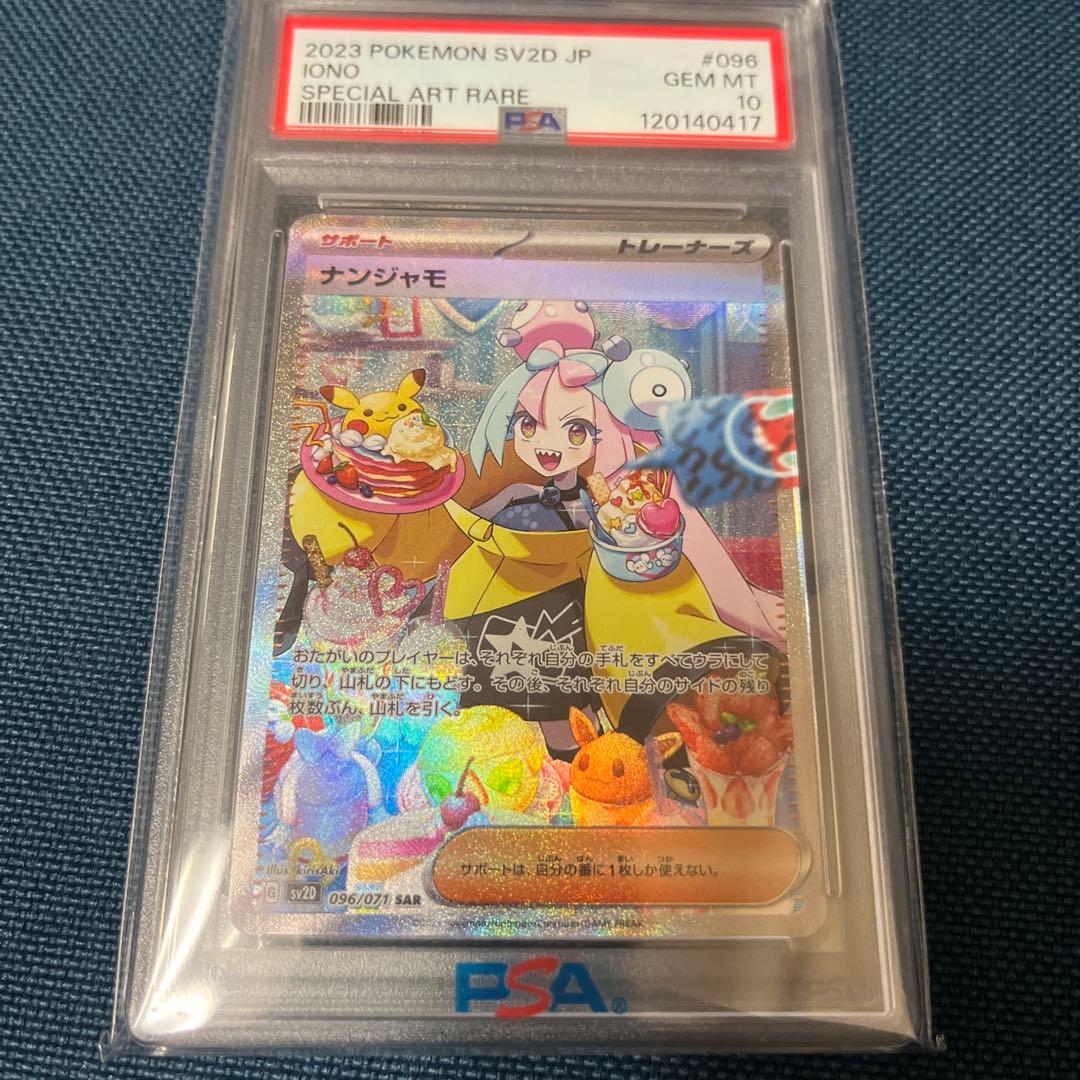 2023 POKEMON SV2D JP #096
IONO GEM MT
SPECIAL ART RARE 10
PSA 120140417
サポート トレーナーズ
ナンジャモ
おたがいのプレイヤーは、それぞれ自分の手札をすべてウラにして
切り、山札の下にもどす。その後、それぞれ自分のサイドの残り
枚数ぶん、山札を引く。
サポートは、自分の番に1枚しか使えない。
Illus. kirisAki
G SV2D 096/071 SAR
GAME FREAK
PSA®